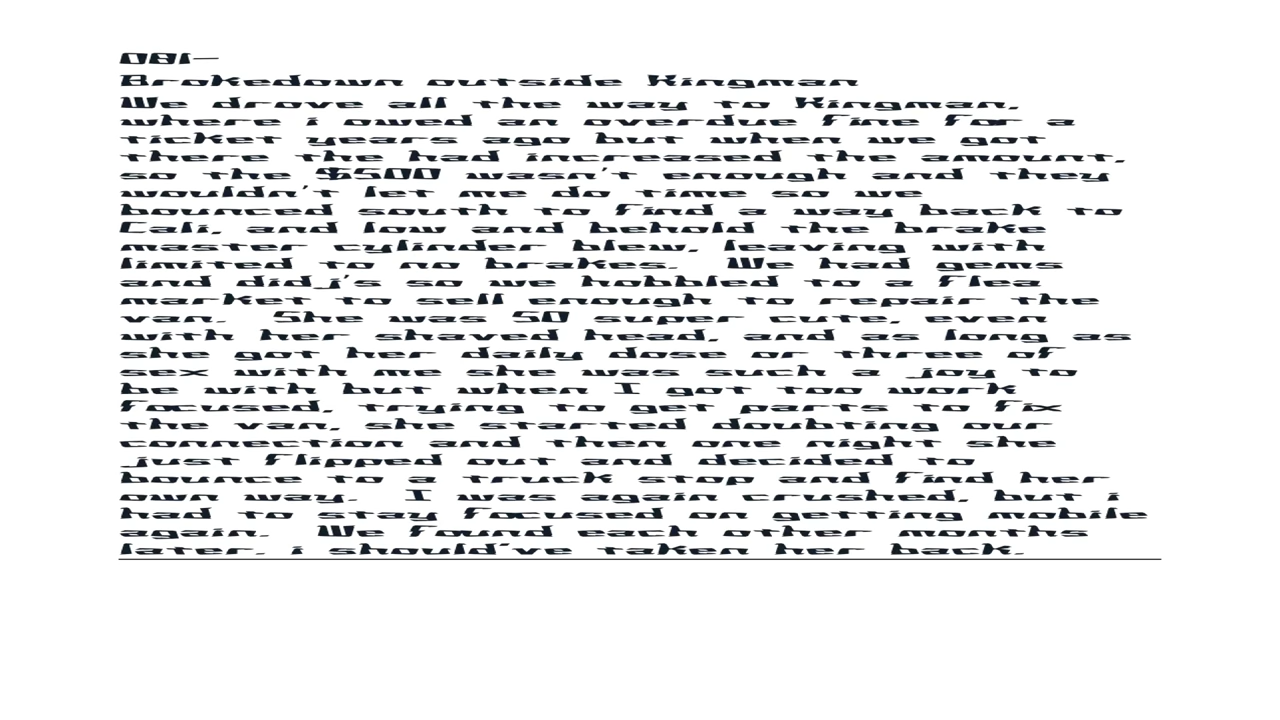 081—
Brokedown outside Kingman
We drove all the way to Kingman,
where i owed an overdue fine for a
ticket years ago but when we got
there the had increased the amount,
so the $500 wasn't enough and they
wouldn't let me do time so we
bounced south to find a way back to
Cali, and low and behold the brake
master cylinder blew, leaving with
limited to no brakes.  We had gems
and didj's so we hobbled to a flea
market to sell enough to repair the
van.  She was SO super cute, even
with her shaved head, and as long as
she got her daily dose or three of
sex with me she was such a joy to
be with but when I got too work
focused, trying to get parts to fix
the van, she started doubting our
connection and then one night she
just flipped out and decided to
bounce to a truck stop and find her
own way.  I was again crushed, but i
had to stay focused on getting mobile
again.  We found each other months
later. i should've taken her back.